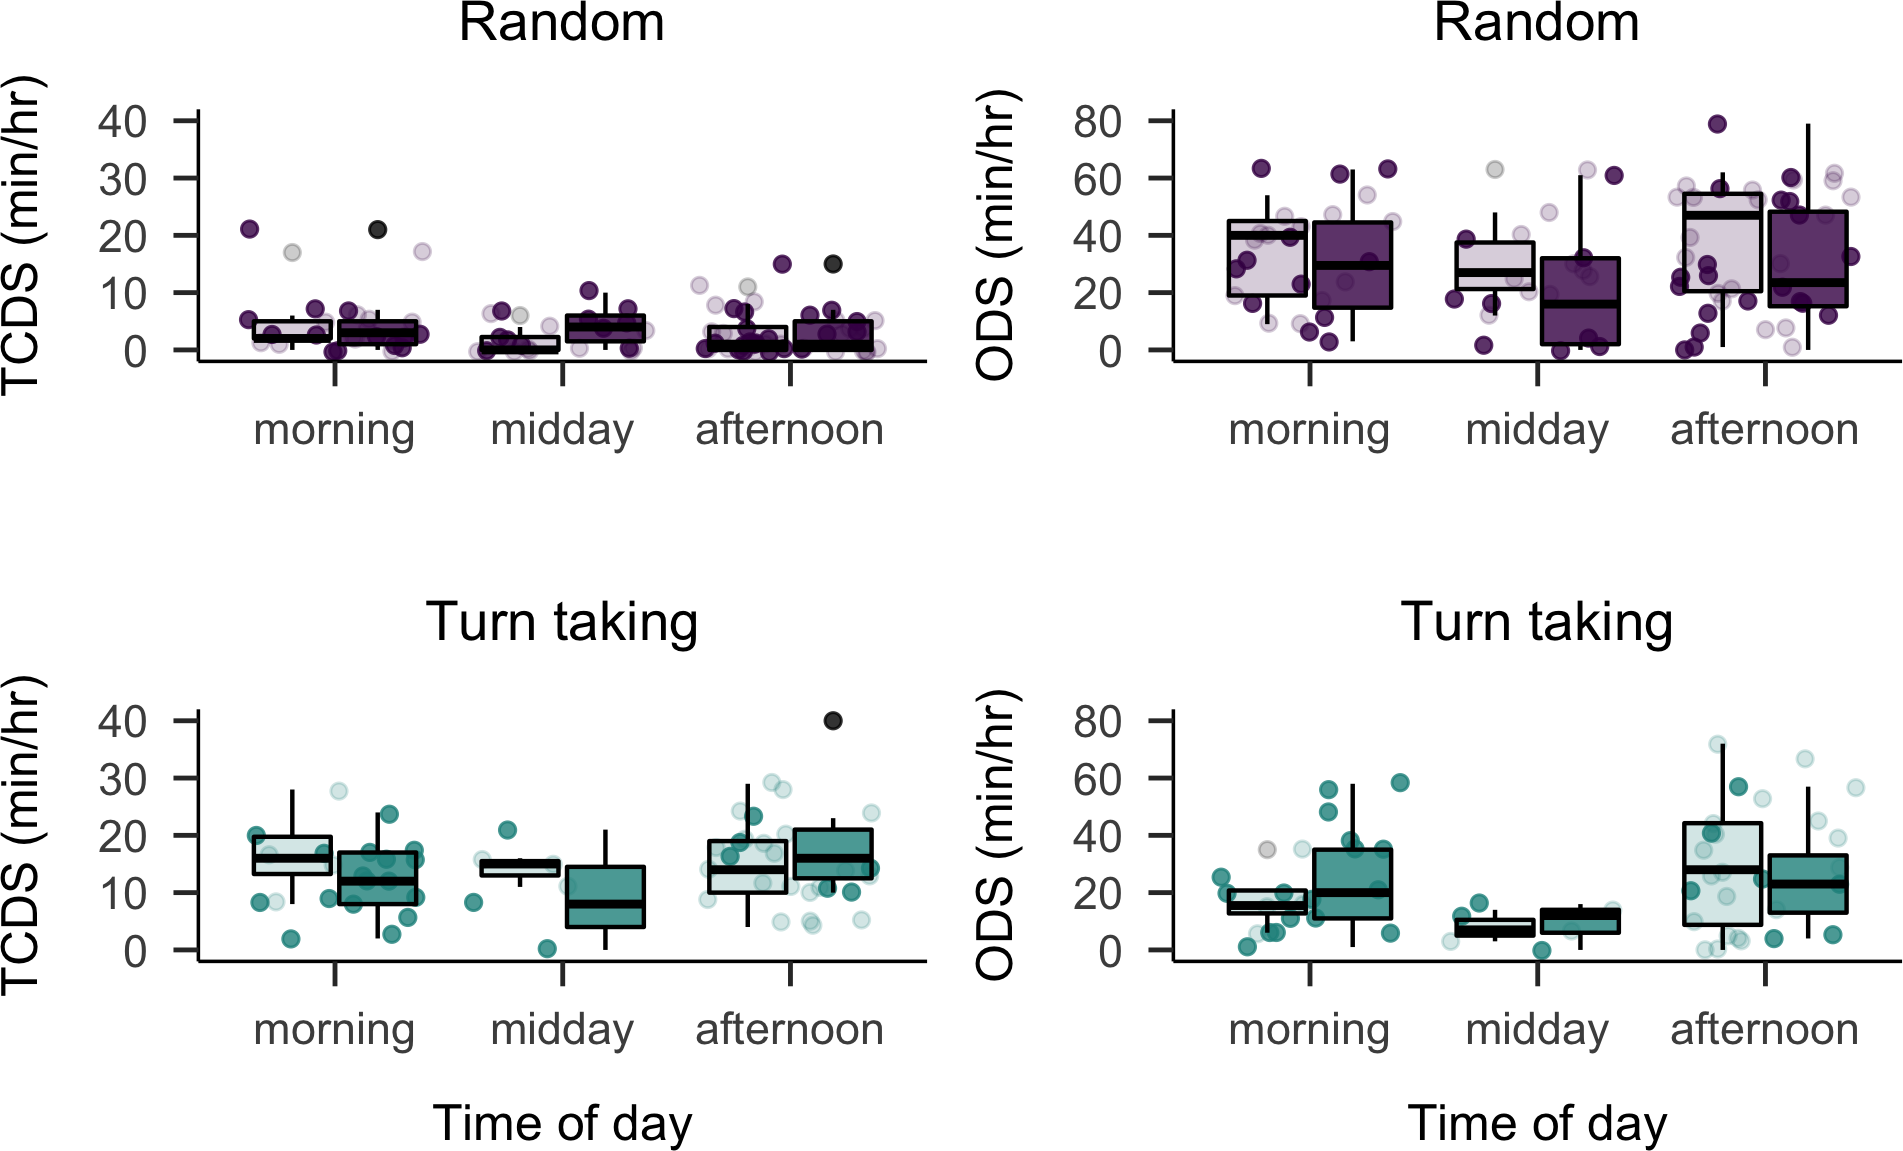 Random
TCDS (min/hr)
40
30
20
10
0
morning midday afternoon
Random
ODS (min/hr)
80
60
40
20
0
morning midday afternoon
Turn taking
TCDS (min/hr)
40
30
20
10
0
morning midday afternoon
Time of day
Turn taking
ODS (min/hr)
80
60
40
20
0
morning midday afternoon
Time of day